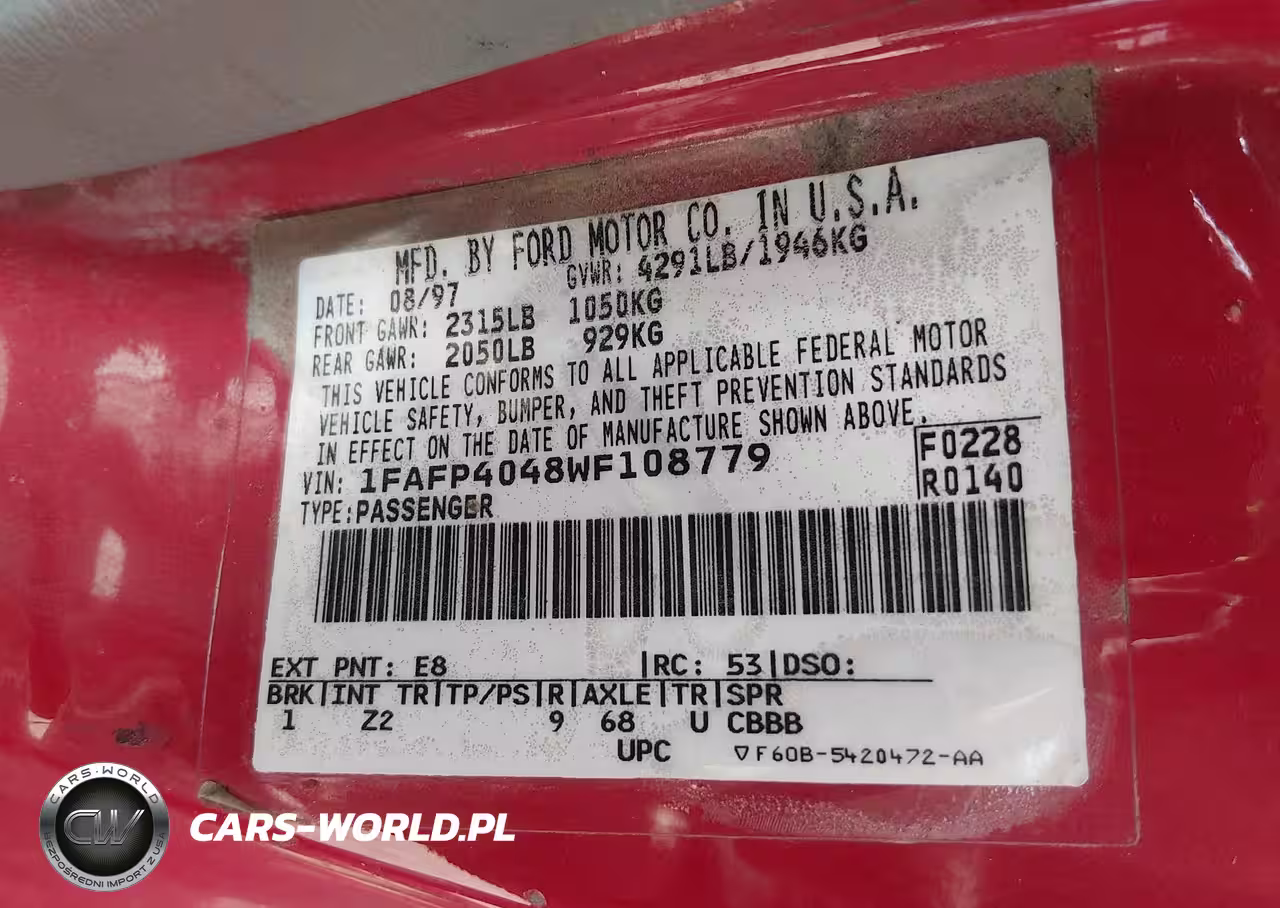 MFD. BY FORD MOTOR CO. IN U.S.A.
DATE: 08/97 GVWR: 4291LB/1946KG
FRONT GAWR: 2315LB 1050KG
REAR GAWR: 2050LB 929KG
THIS VEHICLE CONFORMS TO ALL APPLICABLE FEDERAL MOTOR
VEHICLE SAFETY, BUMPER, AND THEFT PREVENTION STANDARDS
IN EFFECT ON THE DATE OF MANUFACTURE SHOWN ABOVE.
VIN: 1FAFP4048WF108779 F0228
TYPE:PASSENGER R0140
EXT PNT: E8 |RC: 53|DSO:
BRK|INT TR|TP/PS|R|AXLE|TR|SPR
1 Z2 9 68 U CBBB
UPC ▽F60B-5420472-AA
CARS-WORLD
CW
BEZPOŚREDNI IMPORT Z USA
CARS-WORLD.PL